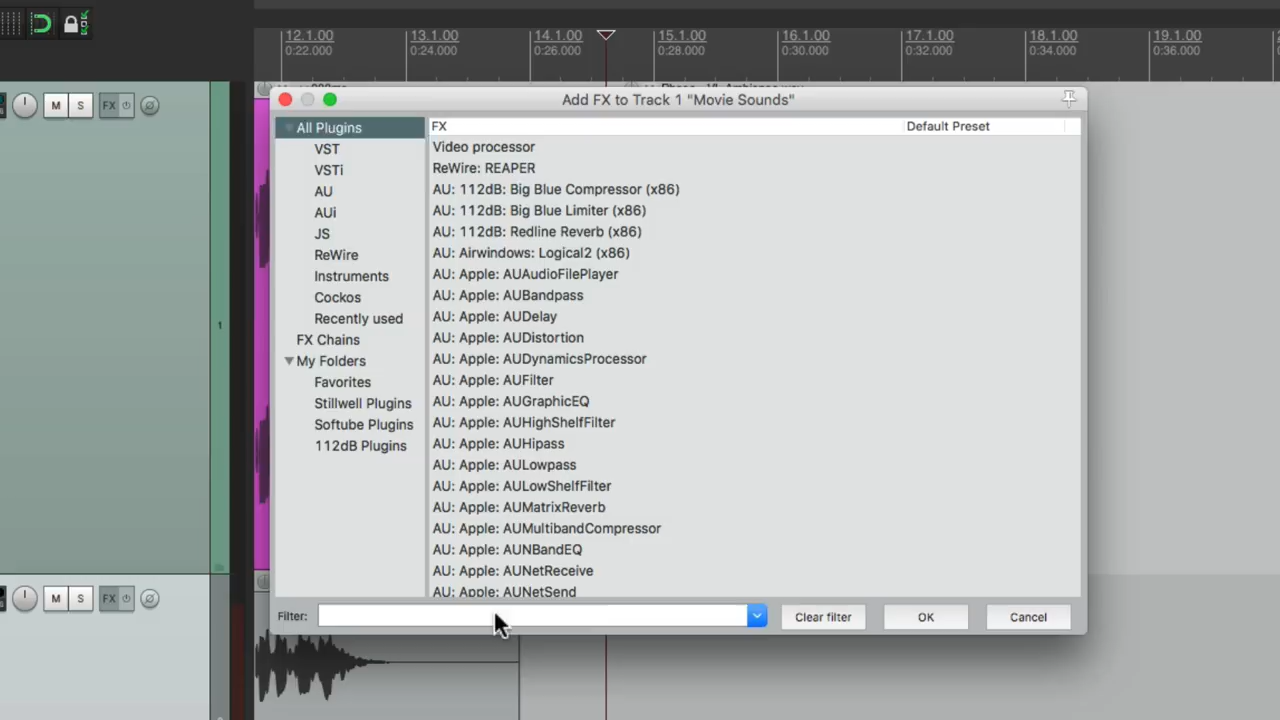 12.1.00 13.1.00 14.1.00 15.1.00 16.1.00 17.1.00 18.1.00 19.1.00
0:22.000 0:24.000 0:26.000 0:28.000 0:30.000 0:32.000 0:34.000 0:36.000
M S FX
Add FX to Track 1 "Movie Sounds"
All Plugins
VST
VSTi
AU
AUi
JS
ReWire
Instruments
Cockos
Recently used
FX Chains
My Folders
Favorites
Stillwell Plugins
Softube Plugins
112dB Plugins
FX Default Preset
Video processor
ReWire: REAPER
AU: 112dB: Big Blue Compressor (x86)
AU: 112dB: Big Blue Limiter (x86)
AU: 112dB: Redline Reverb (x86)
AU: Airwindows: Logical2 (x86)
AU: Apple: AUAudioFilePlayer
AU: Apple: AUBandpass
AU: Apple: AUDelay
AU: Apple: AUDistortion
AU: Apple: AUDynamicsProcessor
AU: Apple: AUFilter
AU: Apple: AUGraphicEQ
AU: Apple: AUHighShelfFilter
AU: Apple: AUHipass
AU: Apple: AULowpass
AU: Apple: AULowShelfFilter
AU: Apple: AUMatrixReverb
AU: Apple: AUMultibandCompressor
AU: Apple: AUNBandEQ
AU: Apple: AUNetReceive
AU: Apple: AUNetSend
1
M S FX
Filter: Clear filter OK Cancel